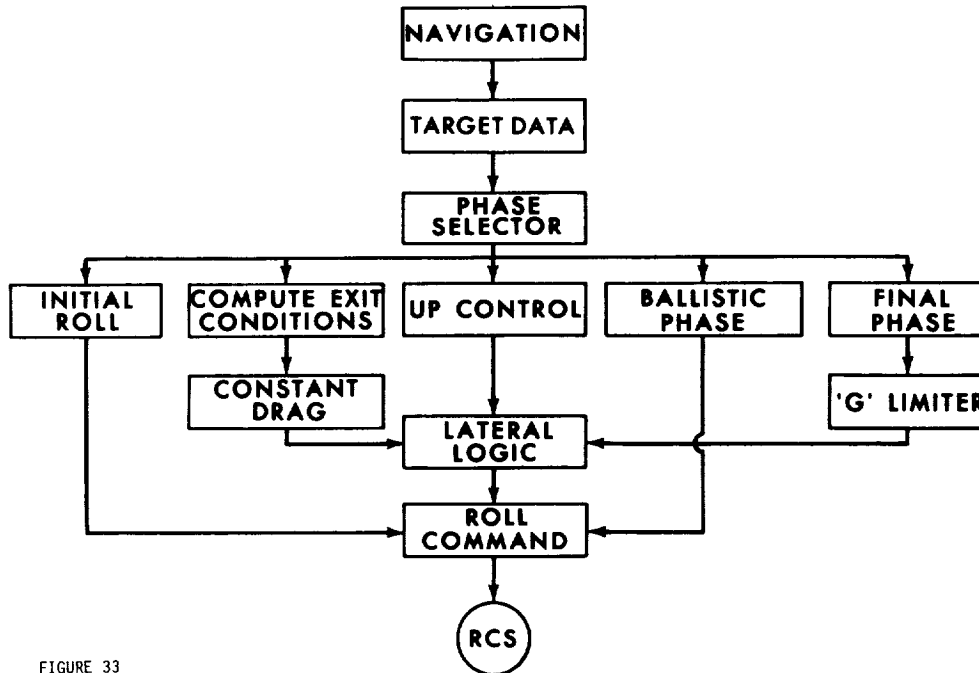 NAVIGATION
TARGET DATA
PHASE
SELECTOR
INITIAL
ROLL
COMPUTE EXIT
CONDITIONS
UP CONTROL
BALLISTIC
PHASE
FINAL
PHASE
CONSTANT
DRAG
'G' LIMITER
LATERAL
LOGIC
ROLL
COMMAND
RCS
FIGURE 33